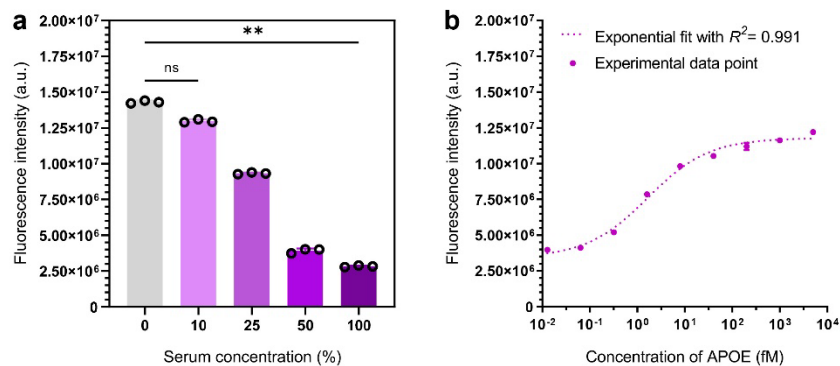 a
2.00×10⁷
1.75×10⁷
1.50×10⁷
1.25×10⁷
1.00×10⁷
7.50×10⁶
5.00×10⁶
2.50×10⁶
0
Fluorescence intensity (a.u.)
**
ns
0 10 25 50 100
Serum concentration (%)
b
2.00×10⁷
1.75×10⁷
1.50×10⁷
1.25×10⁷
1.00×10⁷
7.50×10⁶
5.00×10⁶
2.50×10⁶
0
Fluorescence intensity (a.u.)
Exponential fit with R²= 0.991
Experimental data point
10⁻² 10⁻¹ 10⁰ 10¹ 10² 10³ 10⁴
Concentration of APOE (fM)